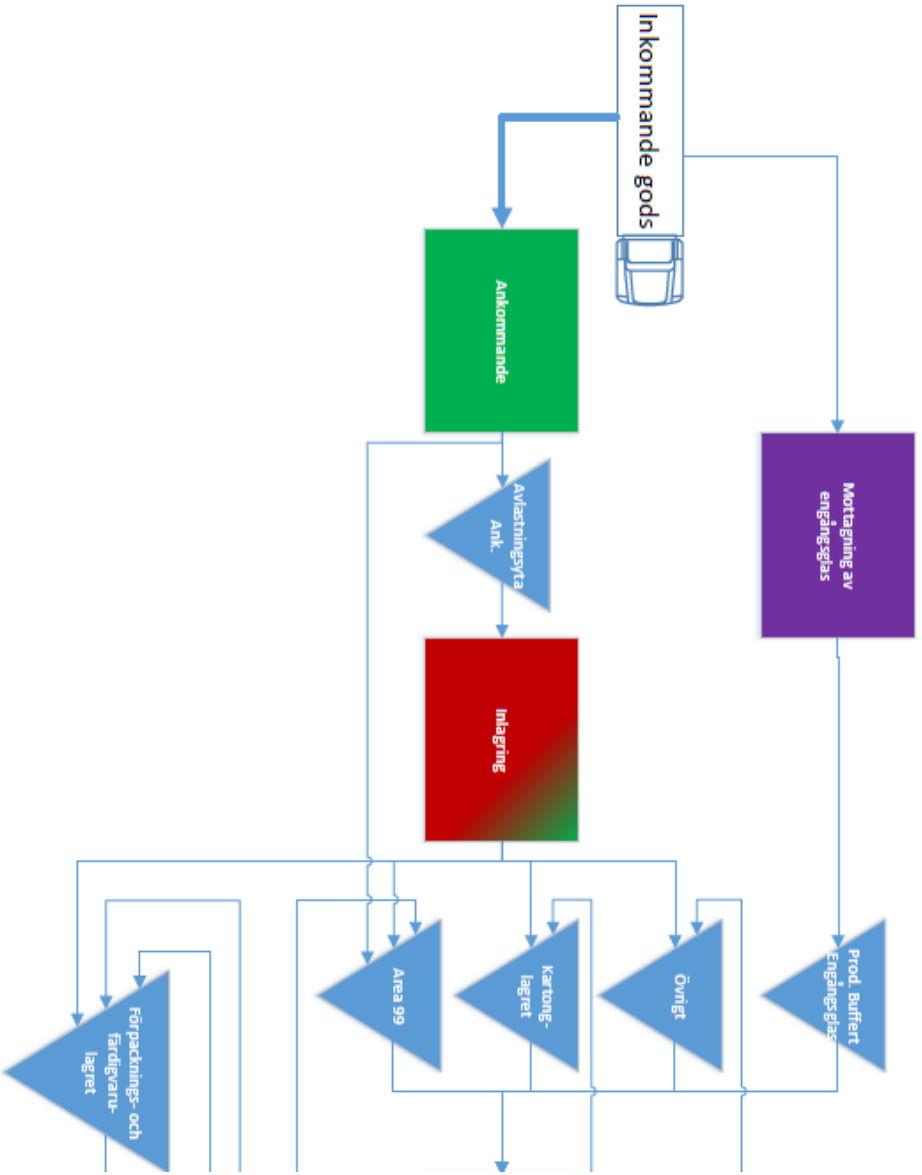 Inkommande gods
Mottagning av
engångsglas
Ankommande
Avlastningsyta
Ank.
Inlagring
Prod. Buffert
Engångsglas
Övrigt
Kartong-
lagret
Area 99
Förpacknings- och
färdigvaru-
lagret